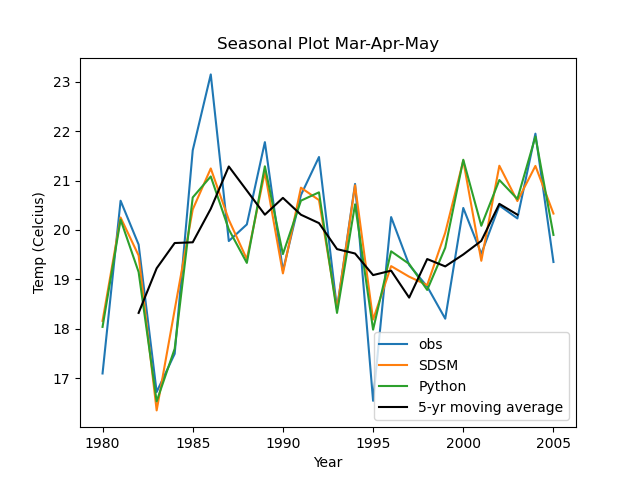 Seasonal Plot Mar-Apr-May
Temp (Celcius)
23
22
21
20
19
18
17
obs
SDSM
Python
5-yr moving average
1980
1985
1990
1995
2000
2005
Year